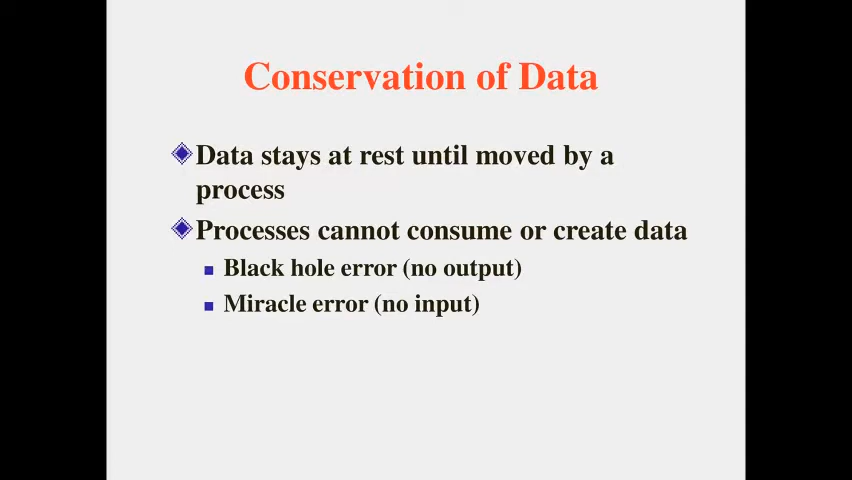 Conservation of Data
Data stays at rest until moved by a
process
Processes cannot consume or create data
Black hole error (no output)
Miracle error (no input)